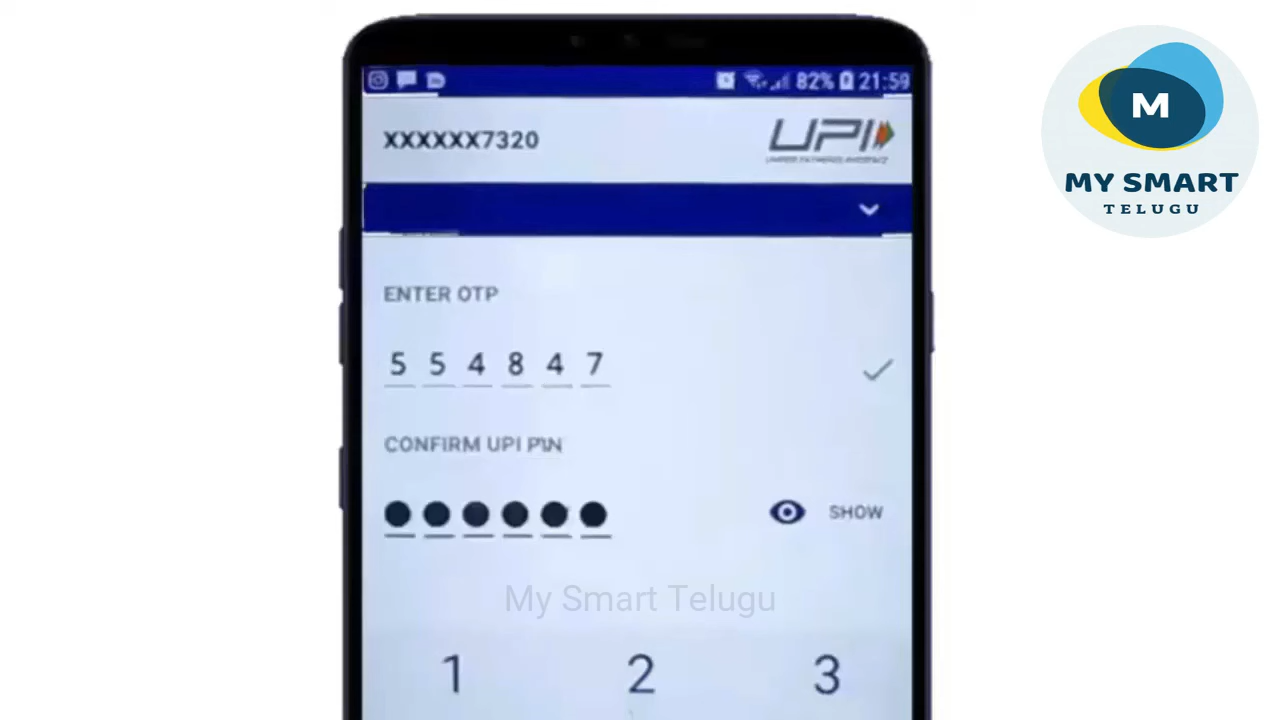 82% 21:59
XXXXXX7320
UPI
UNIFIED PAYMENTS INTERFACE
ENTER OTP
5 5 4 8 4 7
CONFIRM UPI PIN
SHOW
My Smart Telugu
1 2 3
M
MY SMART
TELUGU